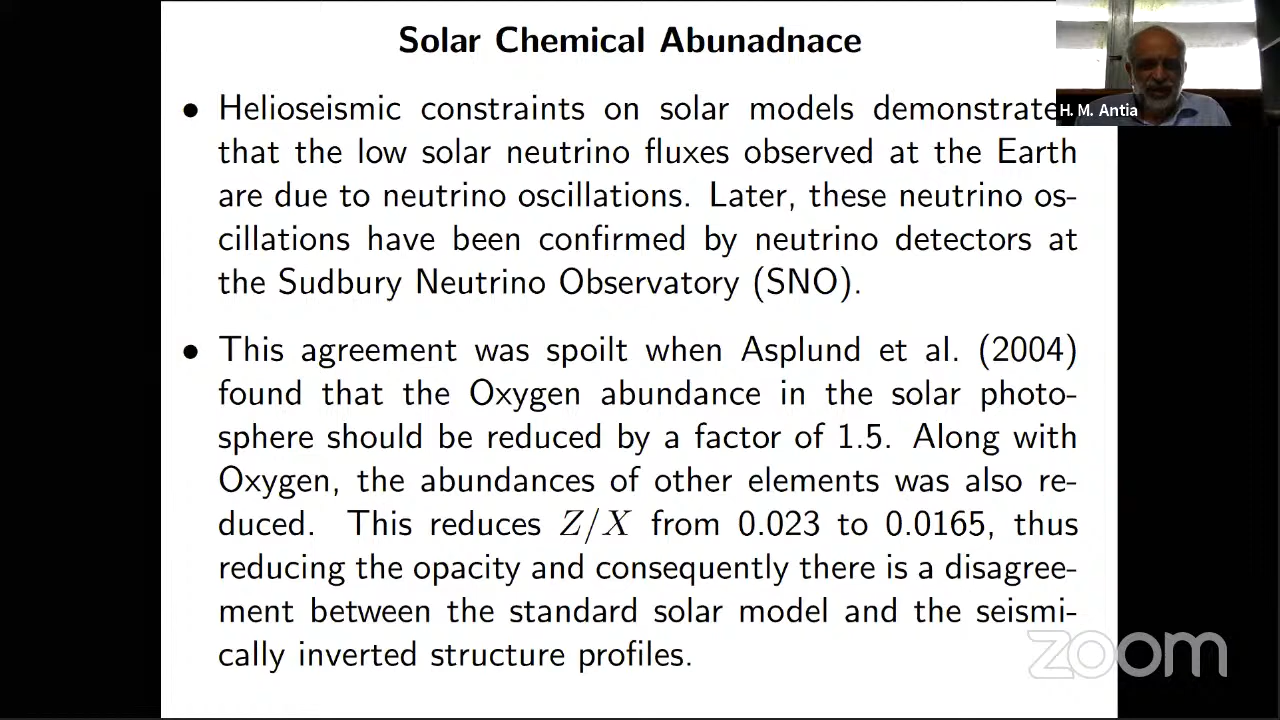 Solar Chemical Abunadnace
H. M. Antia
• Helioseismic constraints on solar models demonstrate
that the low solar neutrino fluxes observed at the Earth
are due to neutrino oscillations. Later, these neutrino os-
cillations have been confirmed by neutrino detectors at
the Sudbury Neutrino Observatory (SNO).
• This agreement was spoilt when Asplund et al. (2004)
found that the Oxygen abundance in the solar photo-
sphere should be reduced by a factor of 1.5. Along with
Oxygen, the abundances of other elements was also re-
duced. This reduces Z/X from 0.023 to 0.0165, thus
reducing the opacity and consequently there is a disagree-
ment between the standard solar model and the seismi-
cally inverted structure profiles.
zoom